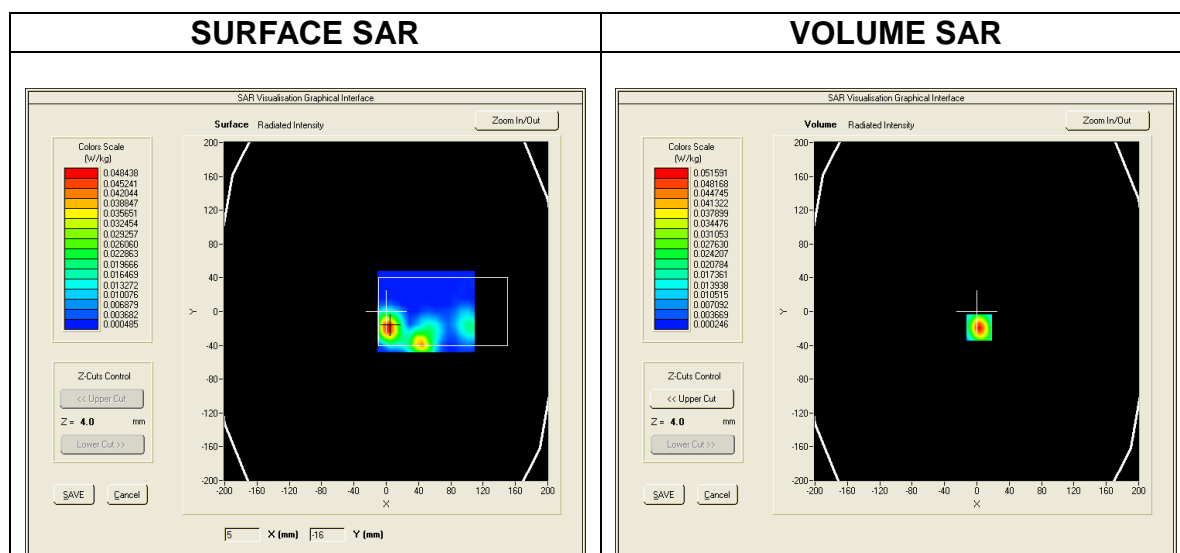 SURFACE SAR
VOLUME SAR
SAR Visualisation Graphical Interface
Surface Radiated Intensity
Zoom In/Out
Colors Scale
(W/kg)
0.048438
0.045241
0.042044
0.038847
0.035651
0.032454
0.029257
0.026060
0.022863
0.019666
0.016469
0.013272
0.010076
0.006879
0.003682
0.000485
Z-Cuts Control
<< Upper Cut
Z = 4.0 mm
Lower Cut >>
SAVE Cancel
200
160
120
80
40
0
-40
-80
-120
-160
-200
Y
-200 -160 -120 -80 -40 0 40 80 120 160 200
X
5 X (mm) -16 Y (mm)
SAR Visualisation Graphical Interface
Volume Radiated Intensity
Zoom In/Out
Colors Scale
(W/kg)
0.051591
0.048168
0.044745
0.041322
0.037899
0.034476
0.031053
0.027630
0.024207
0.020784
0.017361
0.013938
0.010515
0.007092
0.003669
0.000246
Z-Cuts Control
<< Upper Cut
Z = 4.0 mm
Lower Cut >>
SAVE Cancel
200
160
120
80
40
0
-40
-80
-120
-160
-200
Y
-200 -160 -120 -80 -40 0 40 80 120 160 200
X